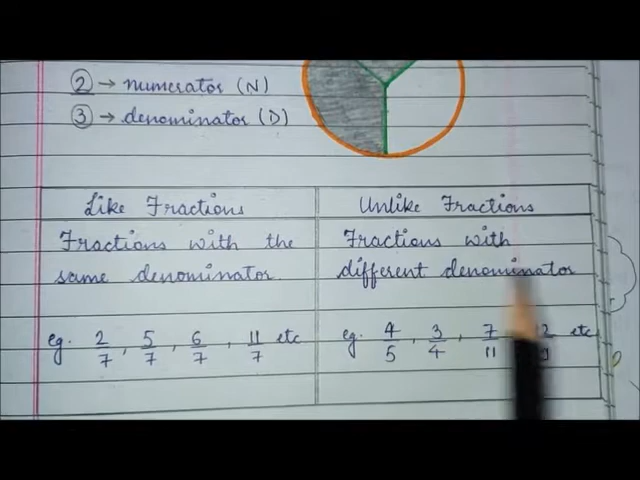 ② → numerator (N)
③ → denominator (D)
Like Fractions
Fractions with the
same denominator.
eg. 2/7, 5/7, 6/7, 11/7 etc
Unlike Fractions
Fractions with
different denominator
eg. 4/5, 3/4, 7/11, etc